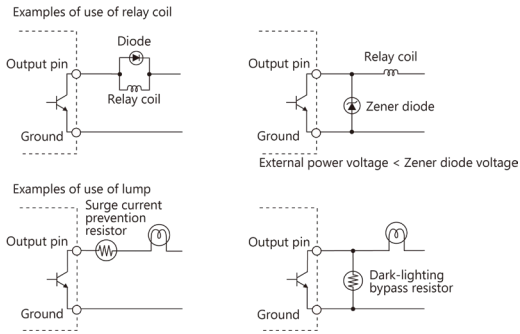 Examples of use of relay coil
Diode
Output pin
Relay coil
Ground
Relay coil
Output pin
Zener diode
Ground
External power voltage < Zener diode voltage
Examples of use of lump
Surge current
prevention
resistor
Output pin
Ground
Output pin
Dark-lighting
bypass resistor
Ground